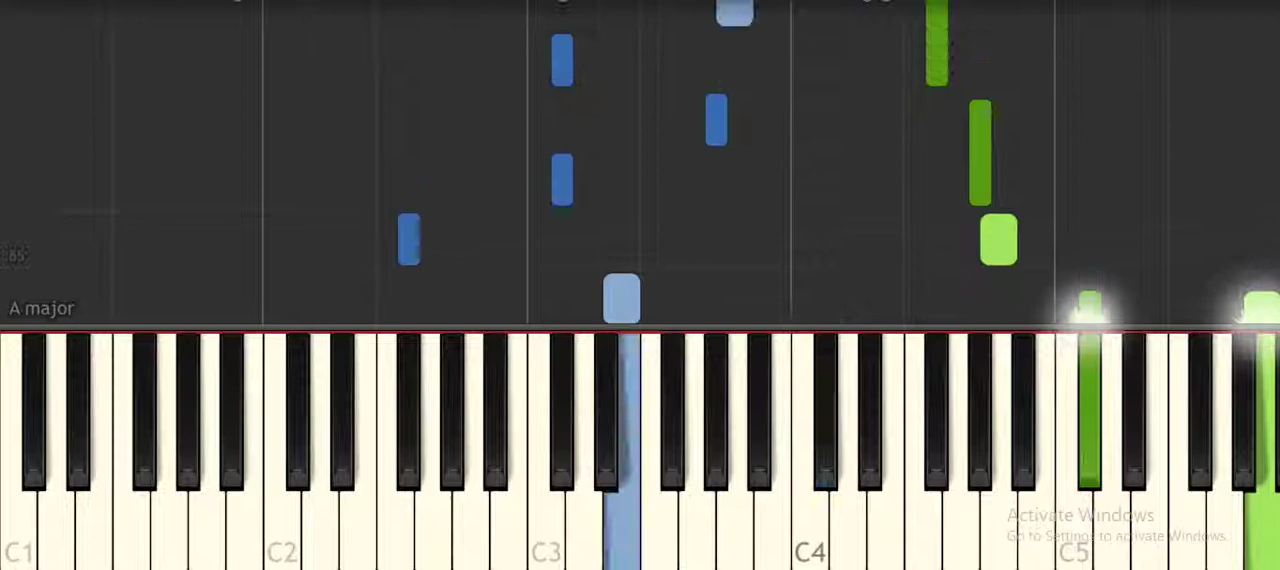 A major
Activate Windows
Go to Settings to activate Windows.
C1 C2 C3 C4 C5